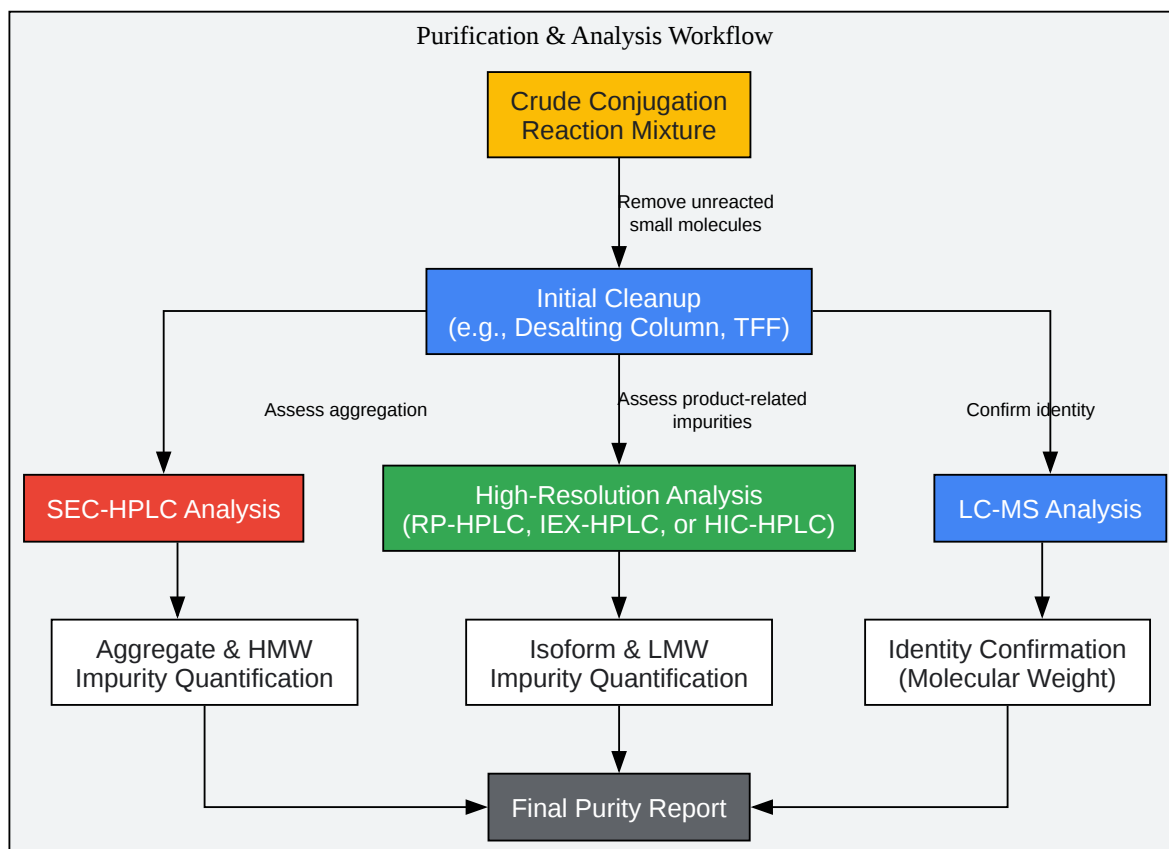 Purification & Analysis Workflow
Crude Conjugation
Reaction Mixture
Remove unreacted
small molecules
Initial Cleanup
(e.g., Desalting Column, TFF)
Assess aggregation
Assess product-related
impurities
Confirm identity
SEC-HPLC Analysis
High-Resolution Analysis
(RP-HPLC, IEX-HPLC, or HIC-HPLC)
LC-MS Analysis
Aggregate & HMW
Impurity Quantification
Isoform & LMW
Impurity Quantification
Identity Confirmation
(Molecular Weight)
Final Purity Report